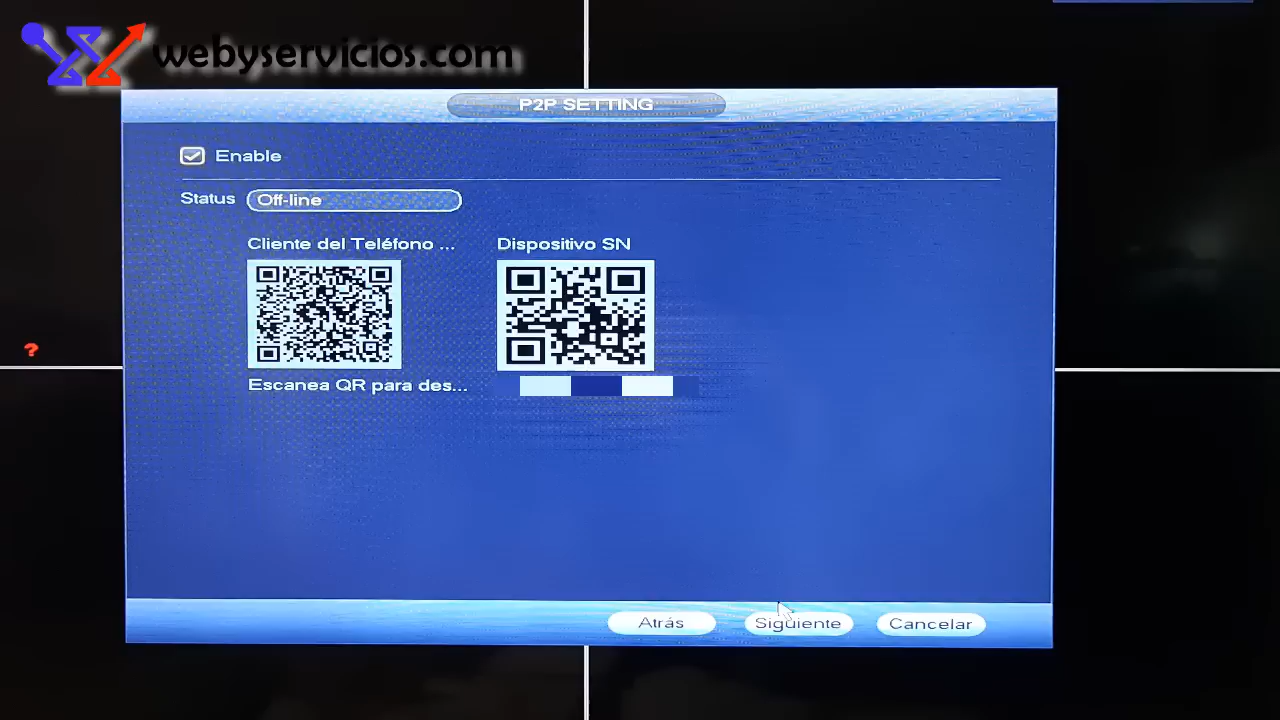 webyservicios.com
P2P SETTING
Enable
Status Off-line
Cliente del Teléfono ... Dispositivo SN
Escanea QR para des...
?
Atrás Siguiente Cancelar